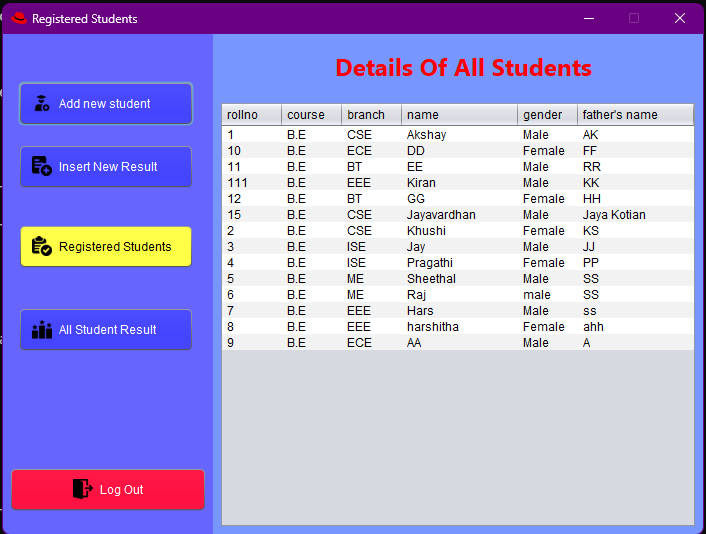 Registered Students
Details Of All Students
Add new student
Insert New Result
Registered Students
All Student Result
Log Out
rollno course branch name gender father's name
1 B.E CSE Akshay Male AK
10 B.E ECE DD Female FF
11 B.E BT EE Male RR
111 B.E EEE Kiran Male KK
12 B.E BT GG Female HH
15 B.E CSE Jayavardhan Male Jaya Kotian
2 B.E CSE Khushi Female KS
3 B.E ISE Jay Male JJ
4 B.E ISE Pragathi Female PP
5 B.E ME Sheethal Male SS
6 B.E ME Raj male SS
7 B.E EEE Hars Male ss
8 B.E EEE harshitha Female ahh
9 B.E ECE AA Male A